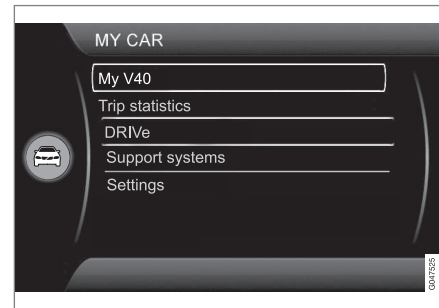 MY CAR
My V40
Trip statistics
DRIVe
Support systems
Settings
G047525